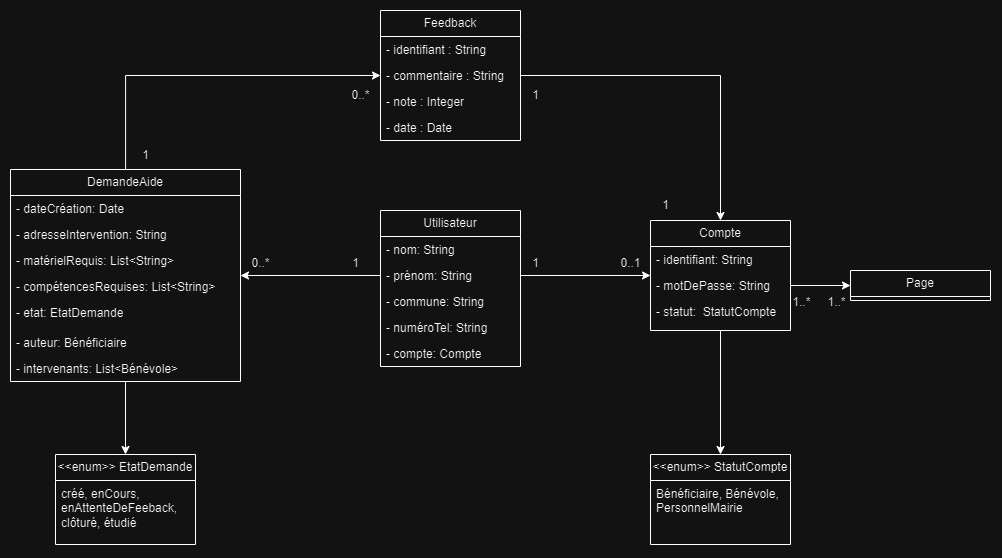 Feedback
- identifiant : String
- commentaire : String
- note : Integer
- date : Date
0..*
1
1
DemandeAide
- dateCréation: Date
- adresseIntervention: String
- matérielRequis: List<String>
- compétencesRequises: List<String>
- etat: EtatDemande
- auteur: Bénéficiaire
- intervenants: List<Bénévole>
0..*
1
Utilisateur
- nom: String
- prénom: String
- commune: String
- numéroTel: String
- compte: Compte
1
0..1
1
Compte
- identifiant: String
- motDePasse: String
- statut:  StatutCompte
1..*
1..*
Page
<<enum>> EtatDemande
créé, enCours,
enAttenteDeFeeback,
clôturé, étudié
<<enum>> StatutCompte
Bénéficiaire, Bénévole,
PersonnelMairie